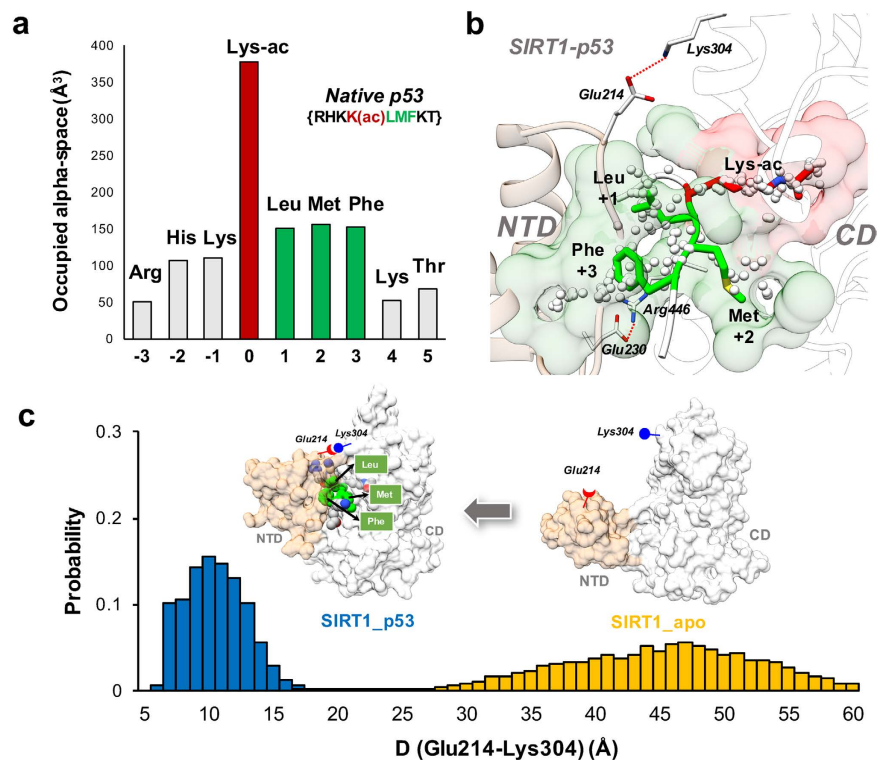 a
Occupied alpha-space (Å³)
400
350
300
250
200
150
100
50
0
Lys-ac
Native p53
{RHKK(ac)LMFKT}
Arg
His
Lys
Leu
Met
Phe
Lys
Thr
-3
-2
-1
0
1
2
3
4
5
b
SIRT1-p53
Lys304
Glu214
Lys-ac
Leu
+1
NTD
CD
Phe
+3
Arg446
Met
+2
Glu230
c
Probability
0.3
0.2
0.1
0
Glu214
Lys304
Leu
Met
Phe
NTD
CD
SIRT1_p53
Lys304
Glu214
NTD
CD
SIRT1_apo
5
10
15
20
25
30
35
40
45
50
55
60
D (Glu214-Lys304) (Å)